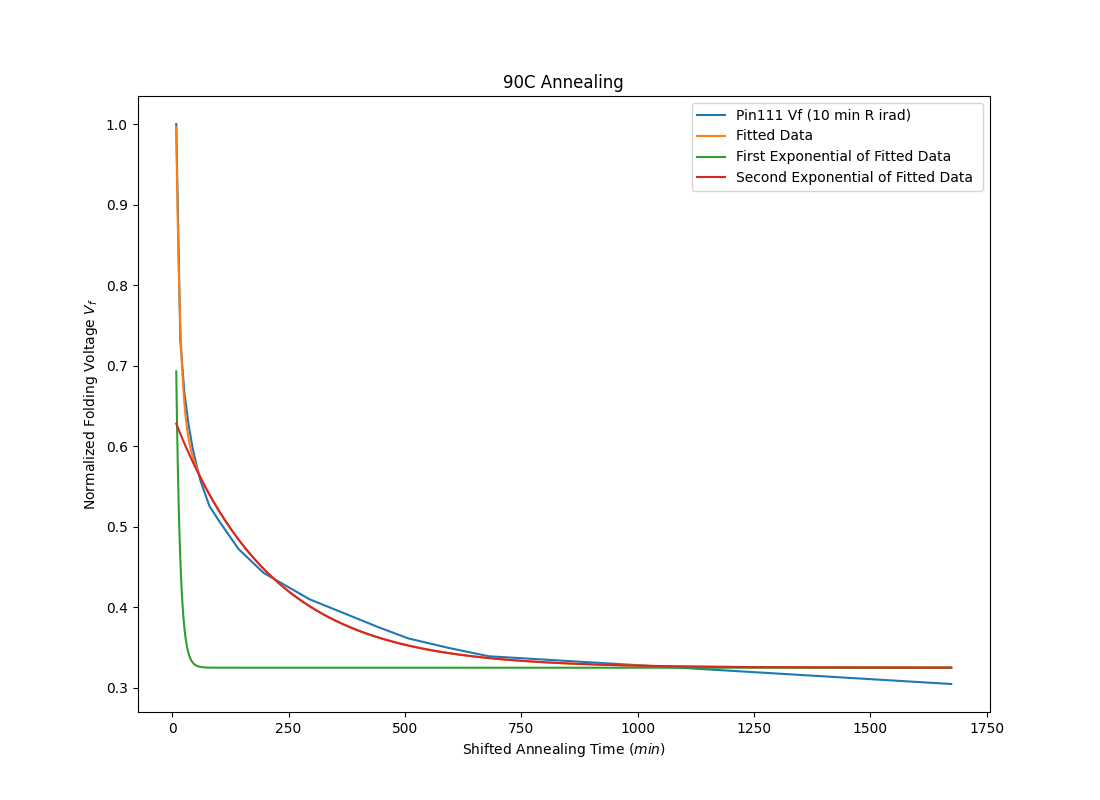 90C Annealing
Pin111 Vf (10 min R irad)
Fitted Data
First Exponential of Fitted Data
Second Exponential of Fitted Data
Normalized Folding Voltage V_f
1.0
0.9
0.8
0.7
0.6
0.5
0.4
0.3
0 250 500 750 1000 1250 1500 1750
Shifted Annealing Time (min)